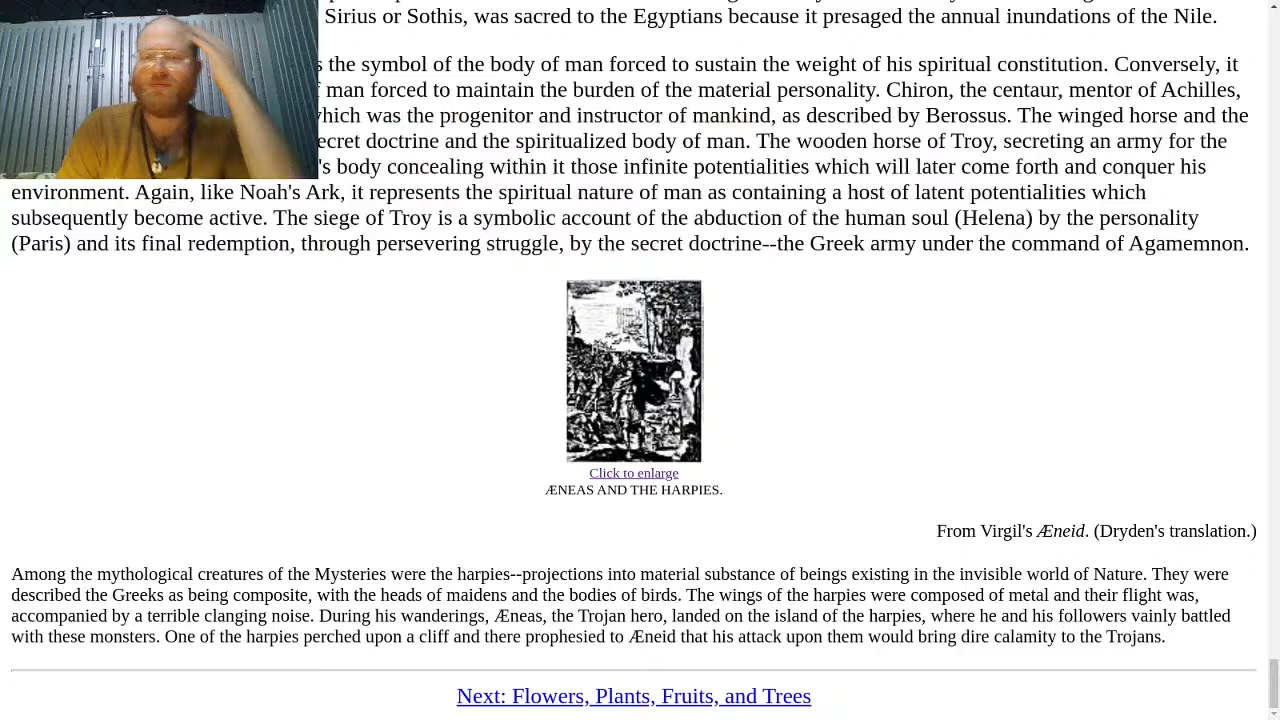 Sirius or Sothis, was sacred to the Egyptians because it presaged the annual inundations of the Nile.
the symbol of the body of man forced to sustain the weight of his spiritual constitution. Conversely, it
man forced to maintain the burden of the material personality. Chiron, the centaur, mentor of Achilles,
which was the progenitor and instructor of mankind, as described by Berossus. The winged horse and the
secret doctrine and the spiritualized body of man. The wooden horse of Troy, secreting an army for the
's body concealing within it those infinite potentialities which will later come forth and conquer his
environment. Again, like Noah's Ark, it represents the spiritual nature of man as containing a host of latent potentialities which
subsequently become active. The siege of Troy is a symbolic account of the abduction of the human soul (Helena) by the personality
(Paris) and its final redemption, through persevering struggle, by the secret doctrine--the Greek army under the command of Agamemnon.
Click to enlarge
ÆNEAS AND THE HARPIES.
From Virgil's Æneid. (Dryden's translation.)
Among the mythological creatures of the Mysteries were the harpies--projections into material substance of beings existing in the invisible world of Nature. They were
described the Greeks as being composite, with the heads of maidens and the bodies of birds. The wings of the harpies were composed of metal and their flight was,
accompanied by a terrible clanging noise. During his wanderings, Æneas, the Trojan hero, landed on the island of the harpies, where he and his followers vainly battled
with these monsters. One of the harpies perched upon a cliff and there prophesied to Æneid that his attack upon them would bring dire calamity to the Trojans.
Next: Flowers, Plants, Fruits, and Trees